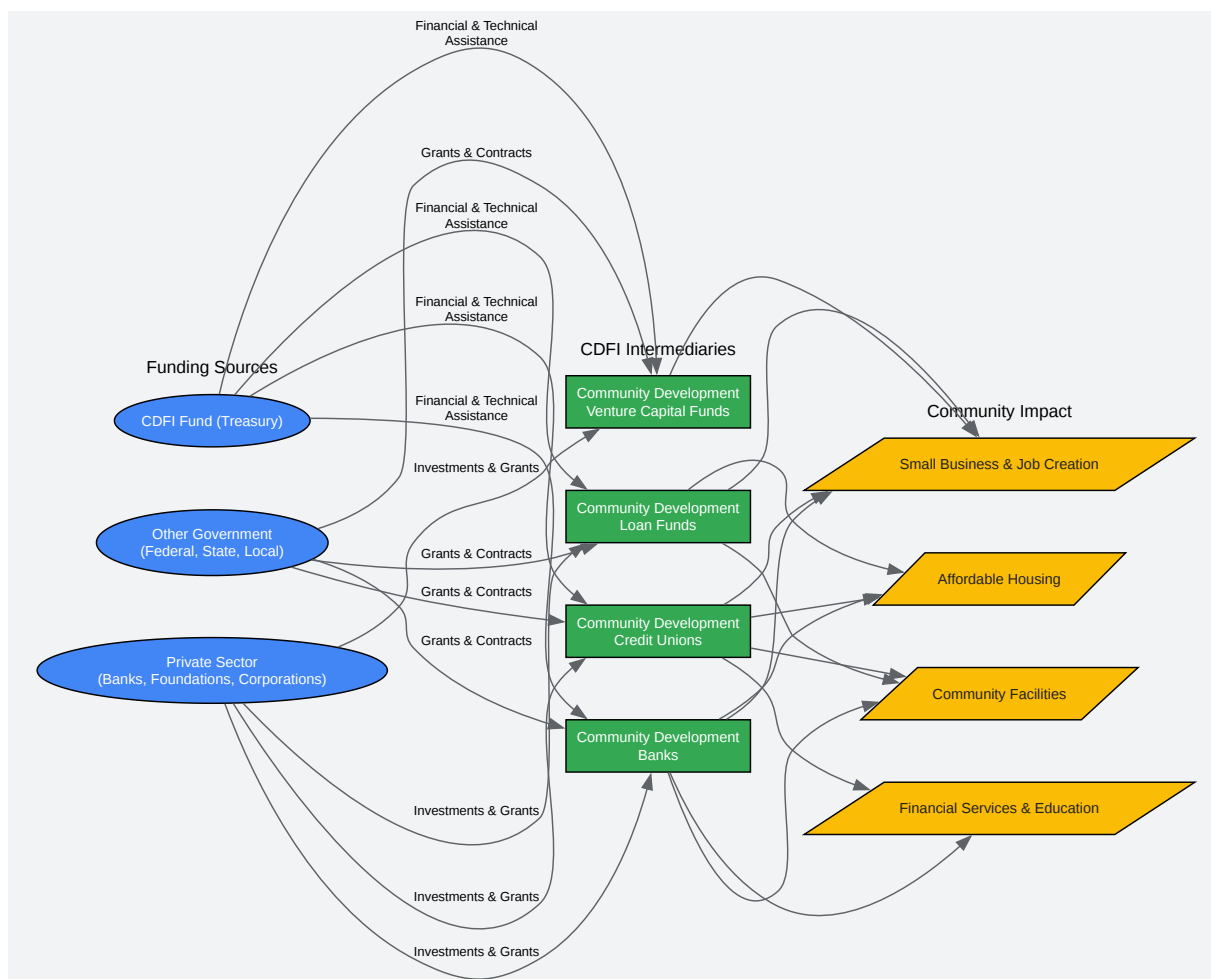 Financial & Technical
Assistance
Grants & Contracts
Financial & Technical
Assistance
Financial & Technical
Assistance
Financial & Technical
Assistance
Investments & Grants
Grants & Contracts
Grants & Contracts
Grants & Contracts
Investments & Grants
Investments & Grants
Investments & Grants
Funding Sources
CDFI Fund (Treasury)
Other Government
(Federal, State, Local)
Private Sector
(Banks, Foundations, Corporations)
CDFI Intermediaries
Community Development
Venture Capital Funds
Community Development
Loan Funds
Community Development
Credit Unions
Community Development
Banks
Community Impact
Small Business & Job Creation
Affordable Housing
Community Facilities
Financial Services & Education